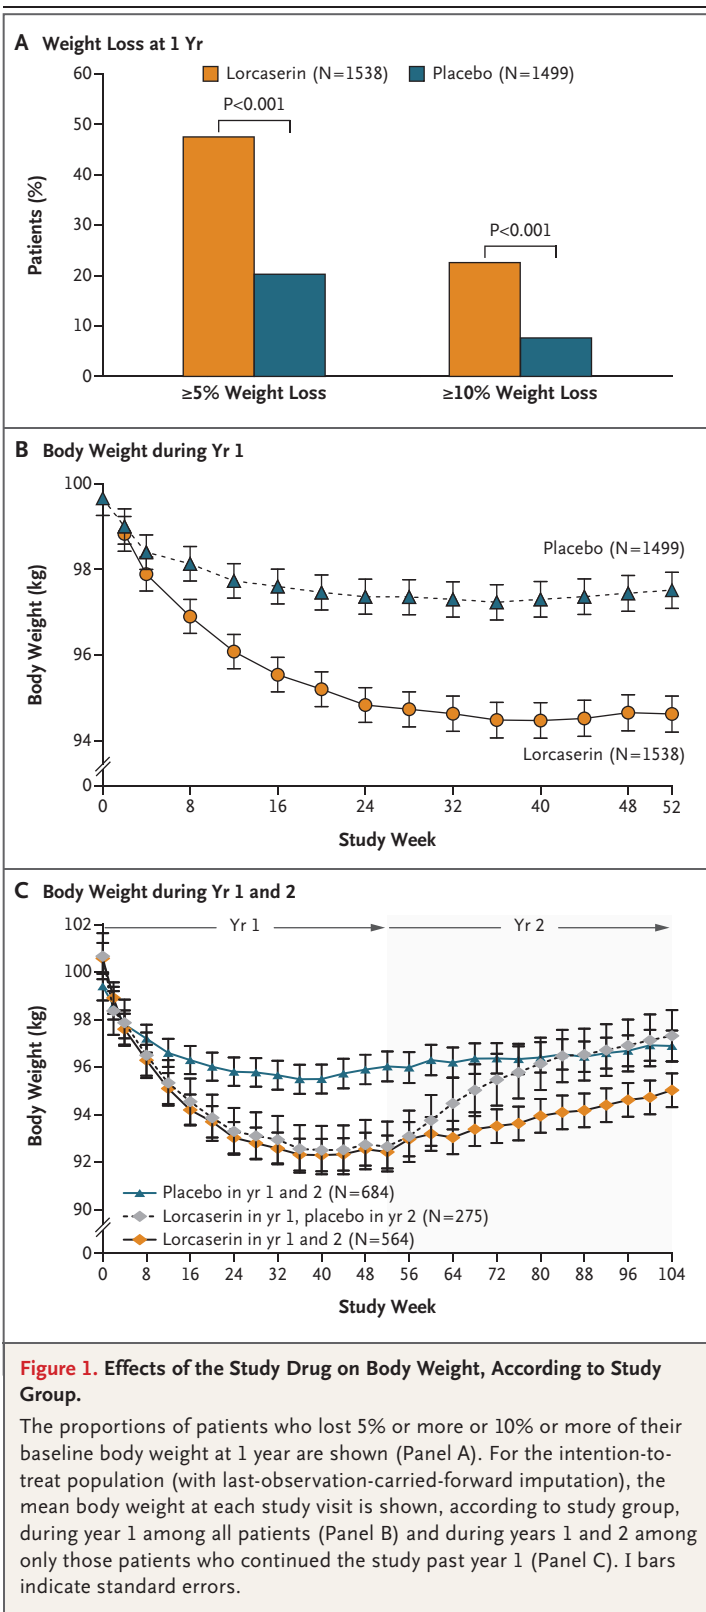 A Weight Loss at 1 Yr
Lorcaserin (N=1538) Placebo (N=1499)
Patients (%)
60
50
40
30
20
10
0
P<0.001
P<0.001
≥5% Weight Loss ≥10% Weight Loss
B Body Weight during Yr 1
Body Weight (kg)
100
98
96
94
0
Placebo (N=1499)
Lorcaserin (N=1538)
0 8 16 24 32 40 48 52
Study Week
C Body Weight during Yr 1 and 2
Body Weight (kg)
102
100
98
96
94
92
90
0
Yr 1 Yr 2
Placebo in yr 1 and 2 (N=684)
Lorcaserin in yr 1, placebo in yr 2 (N=275)
Lorcaserin in yr 1 and 2 (N=564)
0 8 16 24 32 40 48 56 64 72 80 88 96 104
Study Week
Figure 1. Effects of the Study Drug on Body Weight, According to Study
Group.
The proportions of patients who lost 5% or more or 10% or more of their
baseline body weight at 1 year are shown (Panel A). For the intention-to-
treat population (with last-observation-carried-forward imputation), the
mean body weight at each study visit is shown, according to study group,
during year 1 among all patients (Panel B) and during years 1 and 2 among
only those patients who continued the study past year 1 (Panel C). I bars
indicate standard errors.